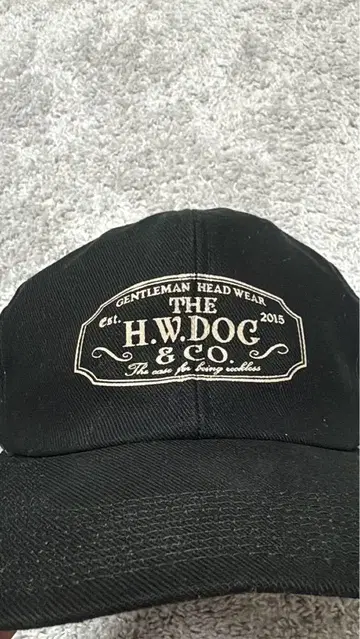 GENTLEMAN HEAD WEAR
THE
est. 2015
H.W.DOG
& CO.
The case for being reckless